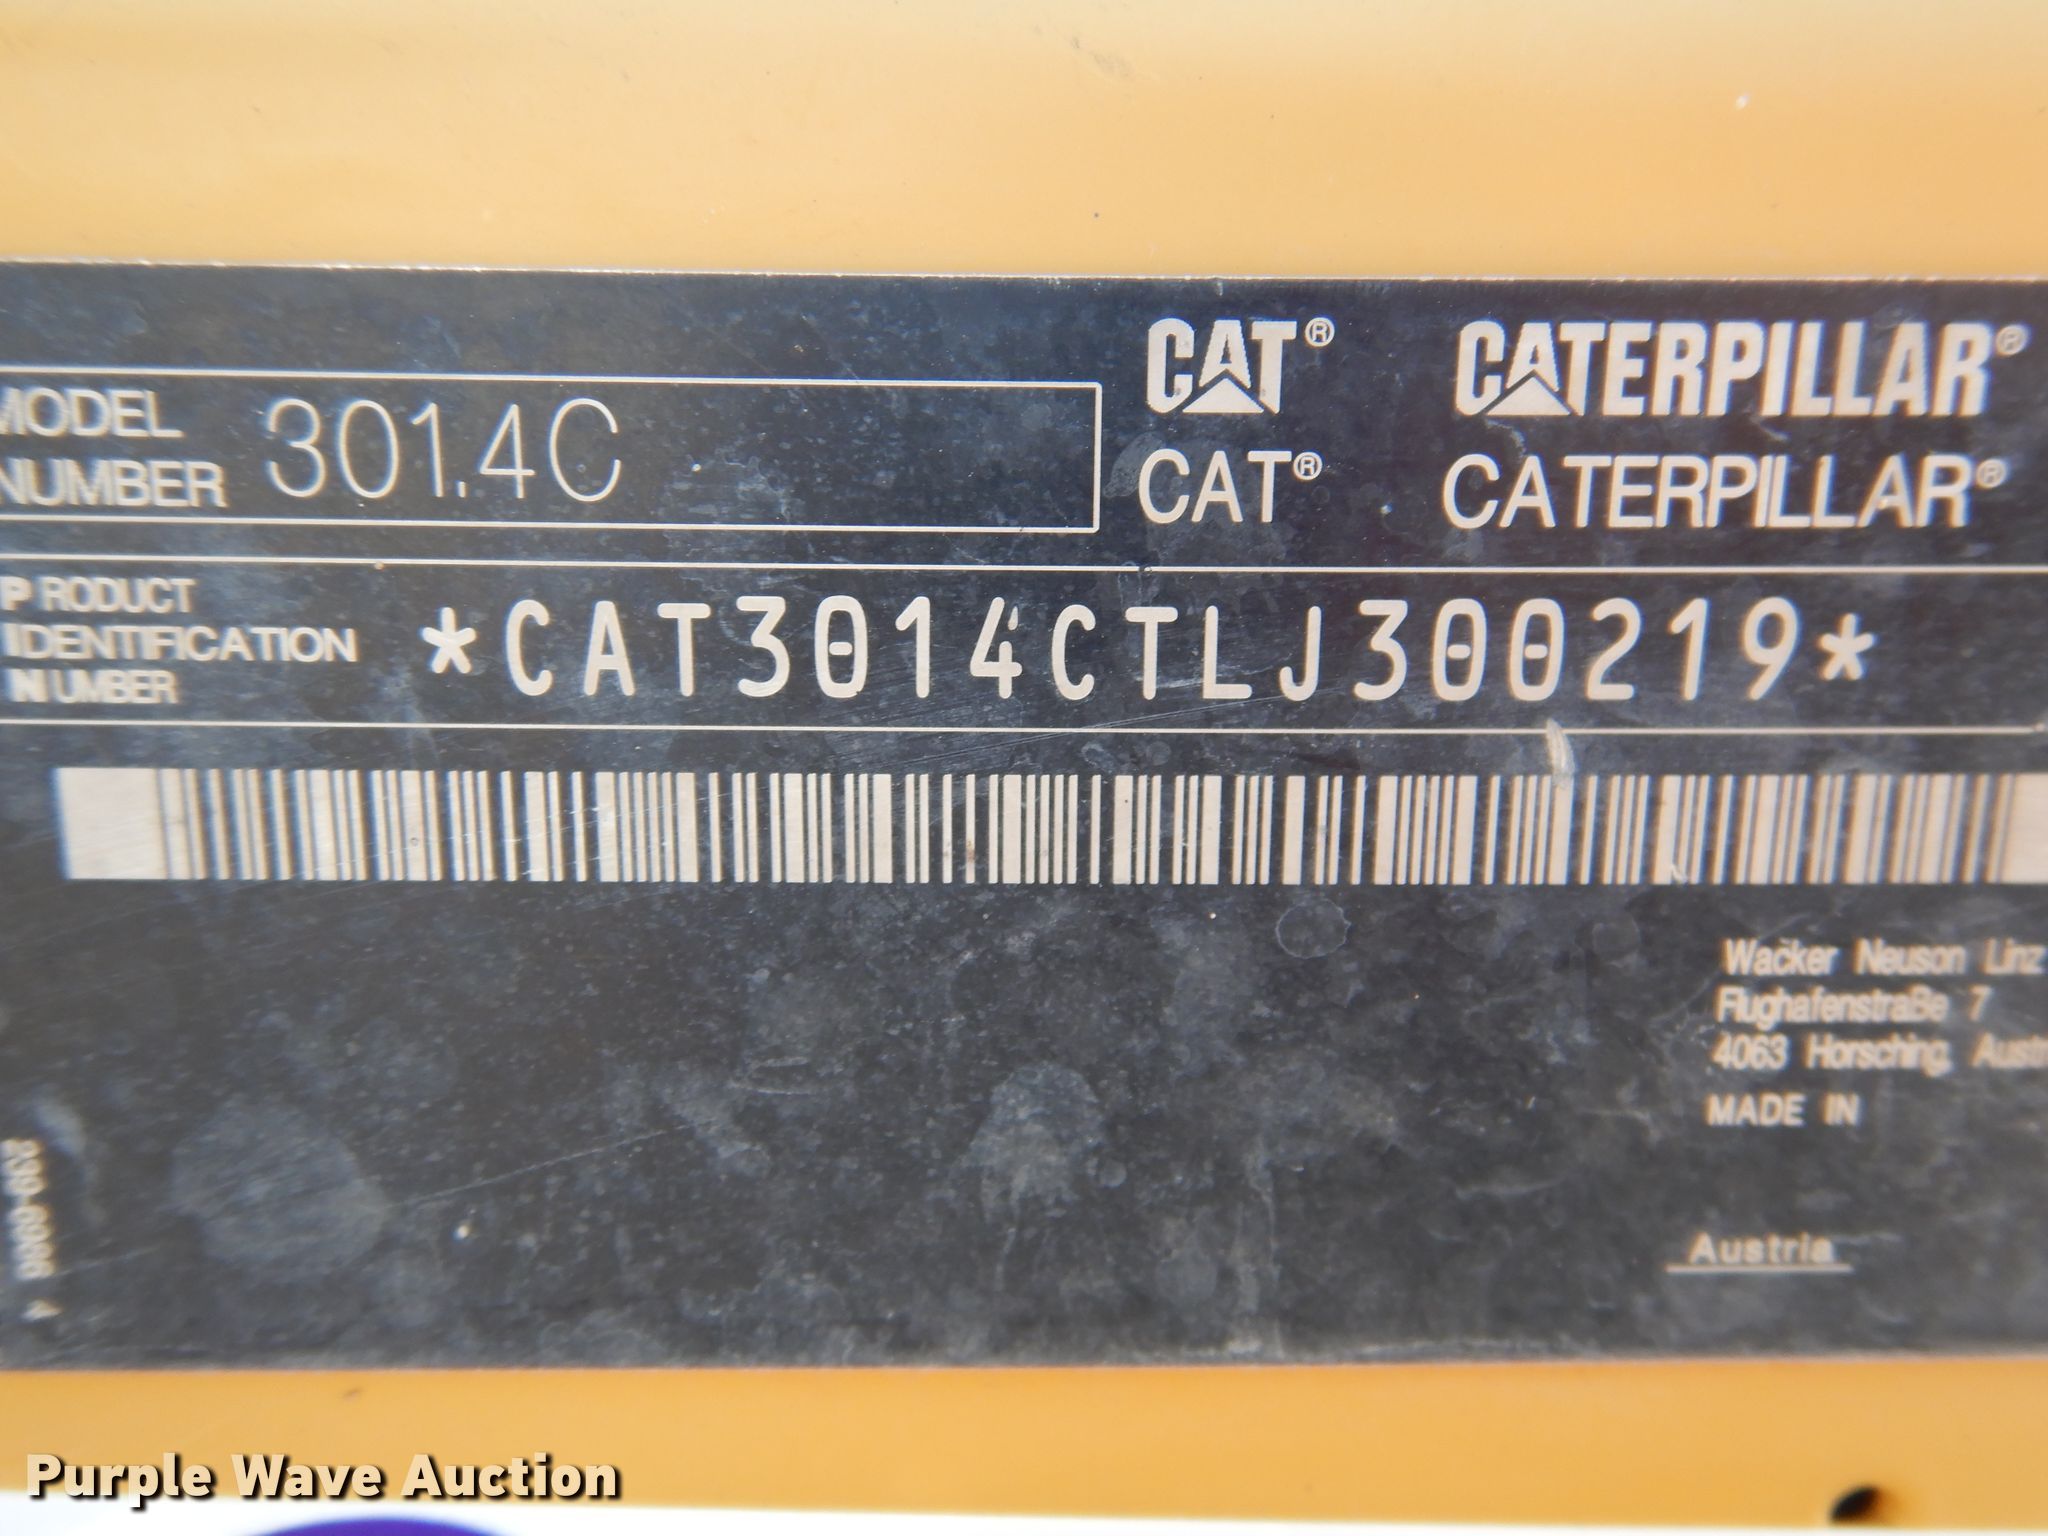 CAT® CATERPILLAR®
MODEL NUMBER 301.4C
CAT® CATERPILLAR®
PRODUCT IDENTIFICATION NUMBER *CAT3014CTLJ300219*
Wacker Neuson Linz
Flughafenstraße 7
4063 Horsching,
MADE IN
Austria
Purple Wave Auction